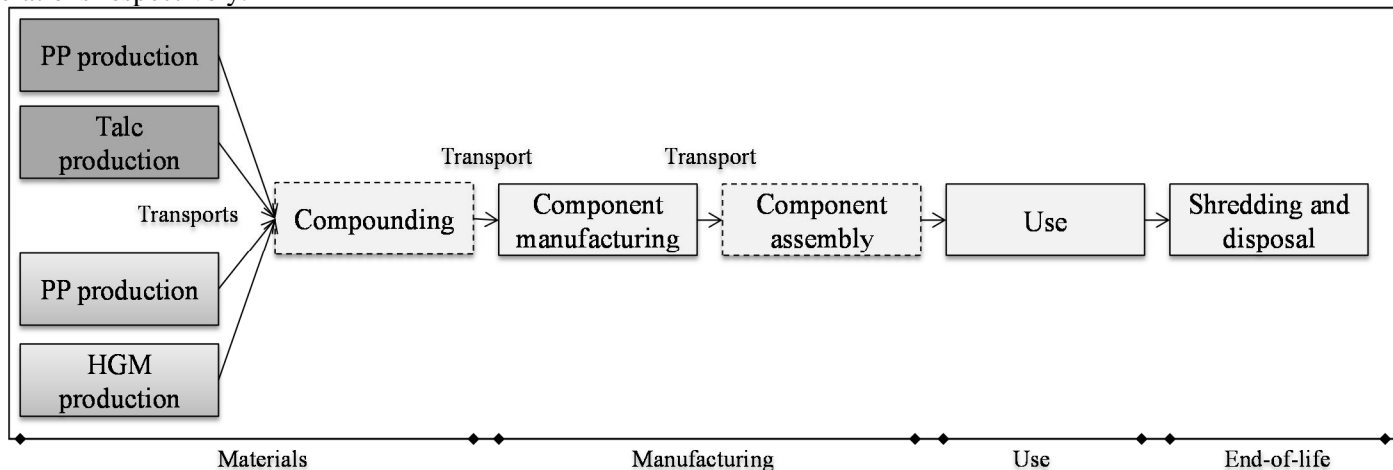 PP production
Talc
production
Transports
PP production
HGM
production
Compounding
Transport
Component
manufacturing
Transport
Component
assembly
Use
Shredding and
disposal
Materials
Manufacturing
Use
End-of-life